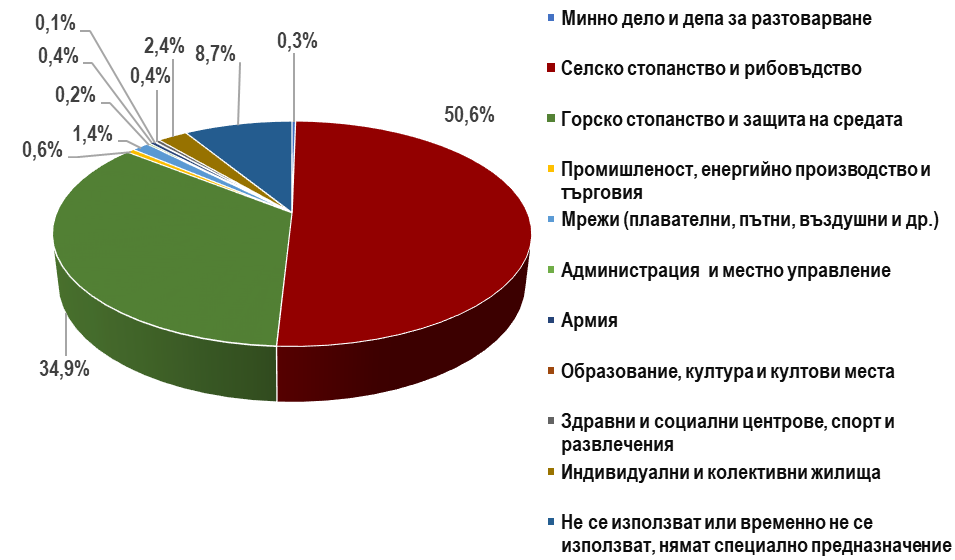 0,1%
0,4%
0,2%
1,4%
0,6%
2,4%
0,4%
8,7%
0,3%
50,6%
34,9%
Минно дело и депа за разтоварване
Селско стопанство и рибовъдство
Горско стопанство и защита на средата
Промишленост, енергийно производство и
търговия
Мрежи (плавателни, пътни, въздушни и др.)
Администрация и местно управление
Армия
Образование, култура и култови места
Здравни и социални центрове, спорт и
развлечения
Индивидуални и колективни жилища
Не се използват или временно не се
използват, нямат специално предназначение